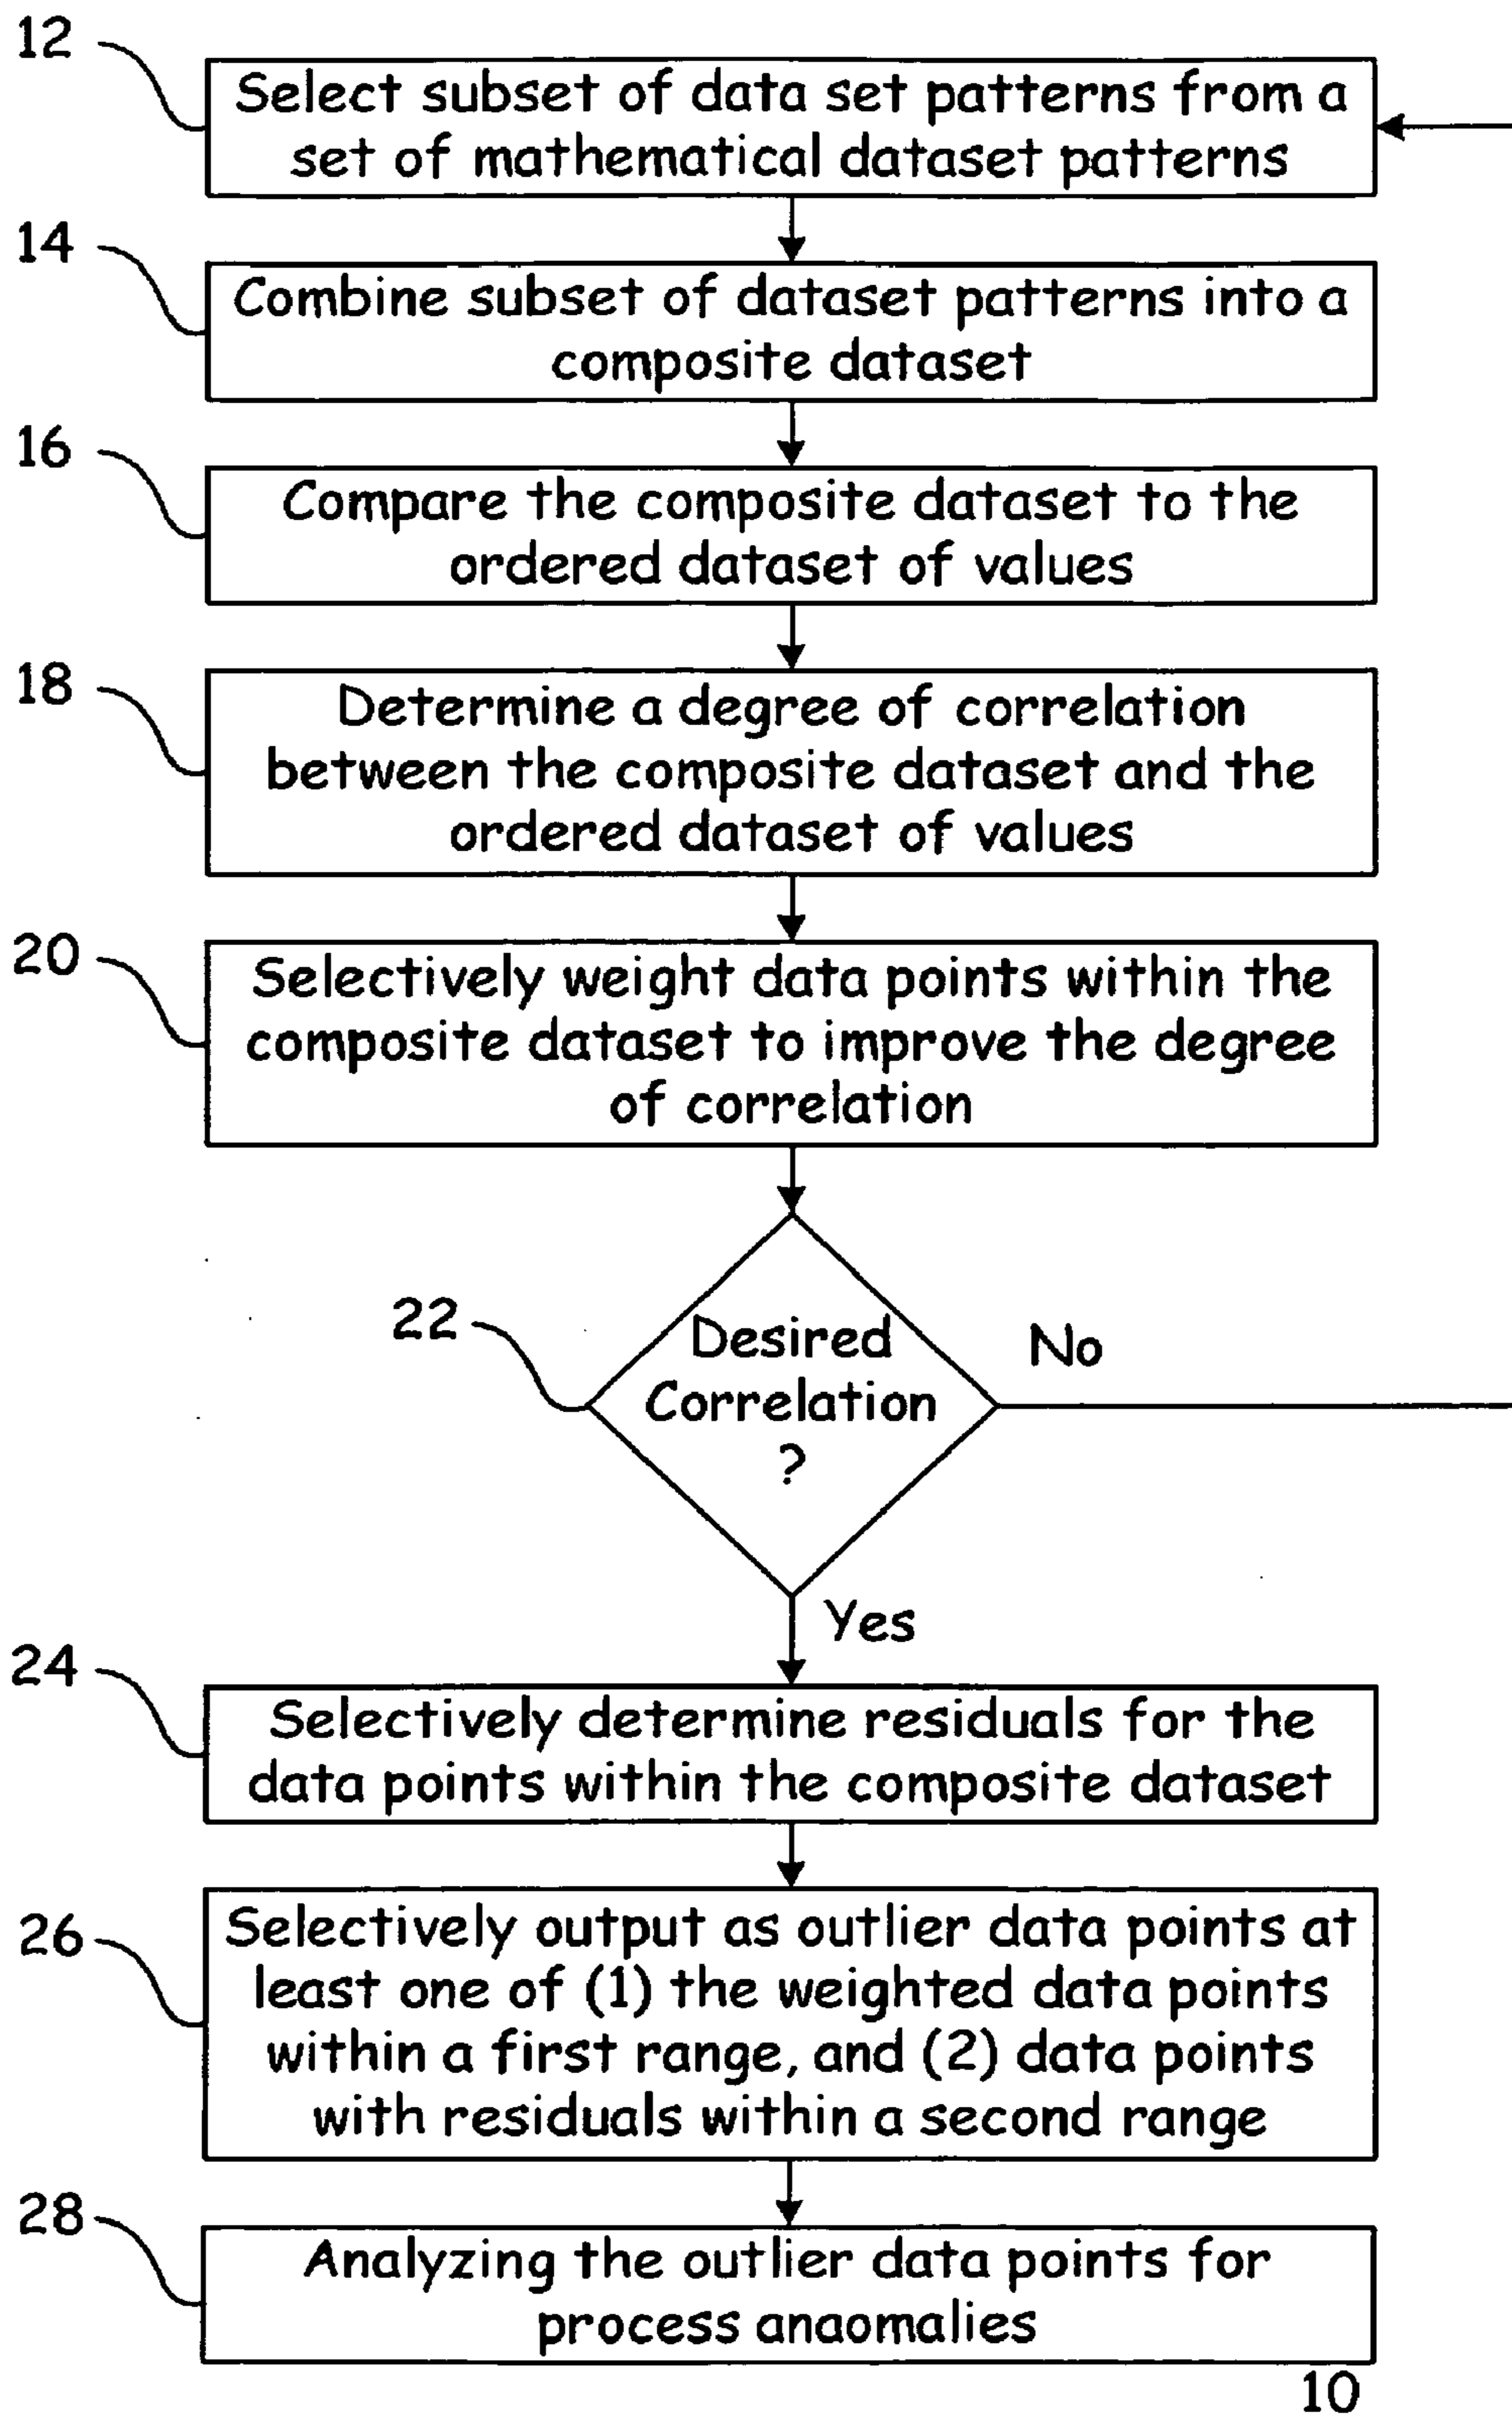 12
Select subset of data set patterns from a
set of mathematical dataset patterns
14
Combine subset of dataset patterns into a
composite dataset
16
Compare the composite dataset to the
ordered dataset of values
18
Determine a degree of correlation
between the composite dataset and the
ordered dataset of values
20
Selectively weight data points within the
composite dataset to improve the degree
of correlation
22
Desired
Correlation
?
No
Yes
24
Selectively determine residuals for the
data points within the composite dataset
26
Selectively output as outlier data points at
least one of (1) the weighted data points
within a first range, and (2) data points
with residuals within a second range
28
Analyzing the outlier data points for
process anaomalies
10